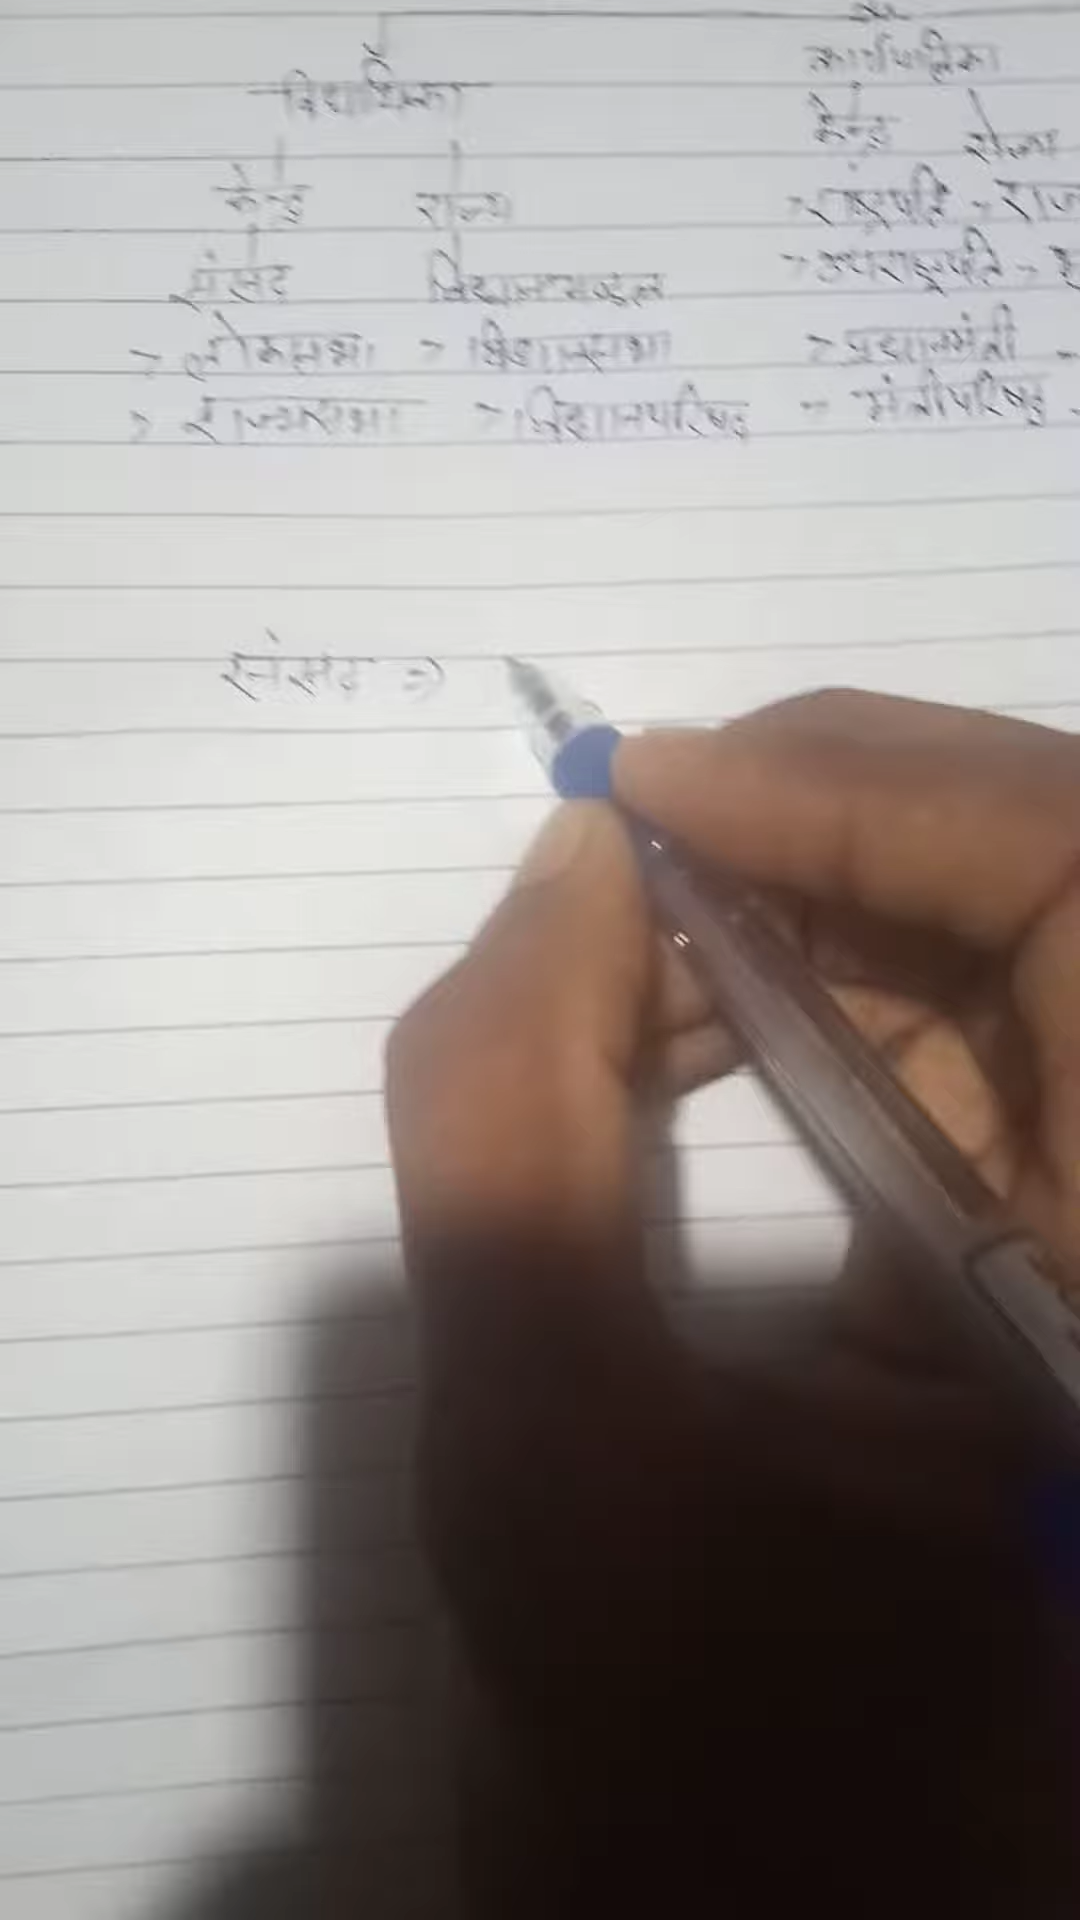 विधायिका कार्यपालिका
केन्द्र राज्य
केन्द्र राज्य
राष्ट्रपति - राज
संसद विधानमण्डल - उपराष्ट्रपति -
- लोकसभा - विधानसभा - प्रधानमंत्री -
- राज्यसभा - विधानपरिषद - मंत्रीपरिषद -
संसद =>